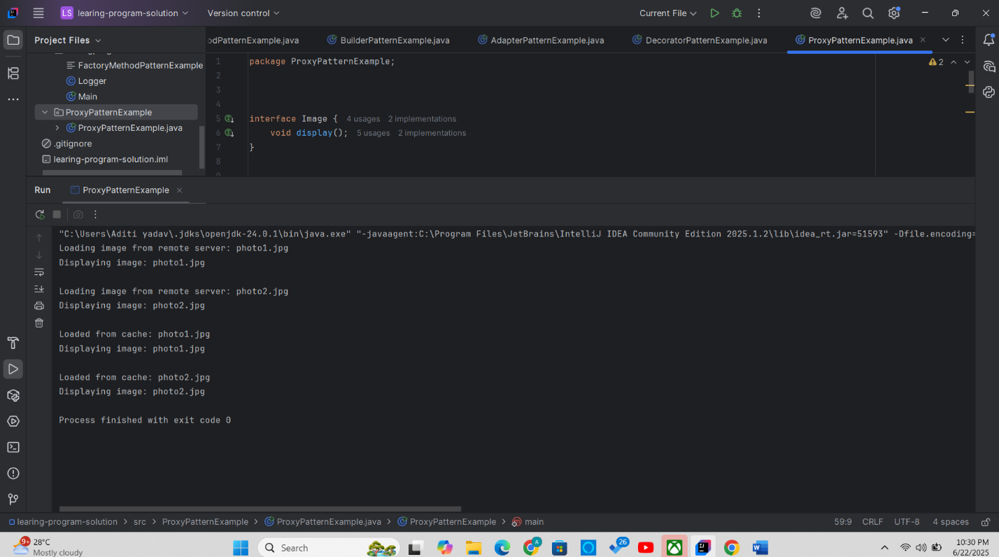 LS learing-program-solution Version control Current File
Project Files
odPatternExample.java BuilderPatternExample.java AdapterPatternExample.java DecoratorPatternExample.java ProxyPatternExample.java
FactoryMethodPatternExample
Logger
Main
ProxyPatternExample
ProxyPatternExample.java
.gitignore
learing-program-solution.iml
1 package ProxyPatternExample; 2
2
3
4
5 interface Image { 4 usages 2 implementations
6 void display(); 5 usages 2 implementations
7 }
8
Run ProxyPatternExample
"C:\Users\Aditi yadav\.jdks\openjdk-24.0.1\bin\java.exe" "-javaagent:C:\Program Files\JetBrains\IntelliJ IDEA Community Edition 2025.1.2\lib\idea_rt.jar=51593" -Dfile.encoding=
Loading image from remote server: photo1.jpg
Displaying image: photo1.jpg
Loading image from remote server: photo2.jpg
Displaying image: photo2.jpg
Loaded from cache: photo1.jpg
Displaying image: photo1.jpg
Loaded from cache: photo2.jpg
Displaying image: photo2.jpg
Process finished with exit code 0
learing-program-solution > src > ProxyPatternExample > ProxyPatternExample.java > ProxyPatternExample > main 59:9 CRLF UTF-8 4 spaces
9+ 28°C
Mostly cloudy
Search
A
26
10:30 PM
6/22/2025